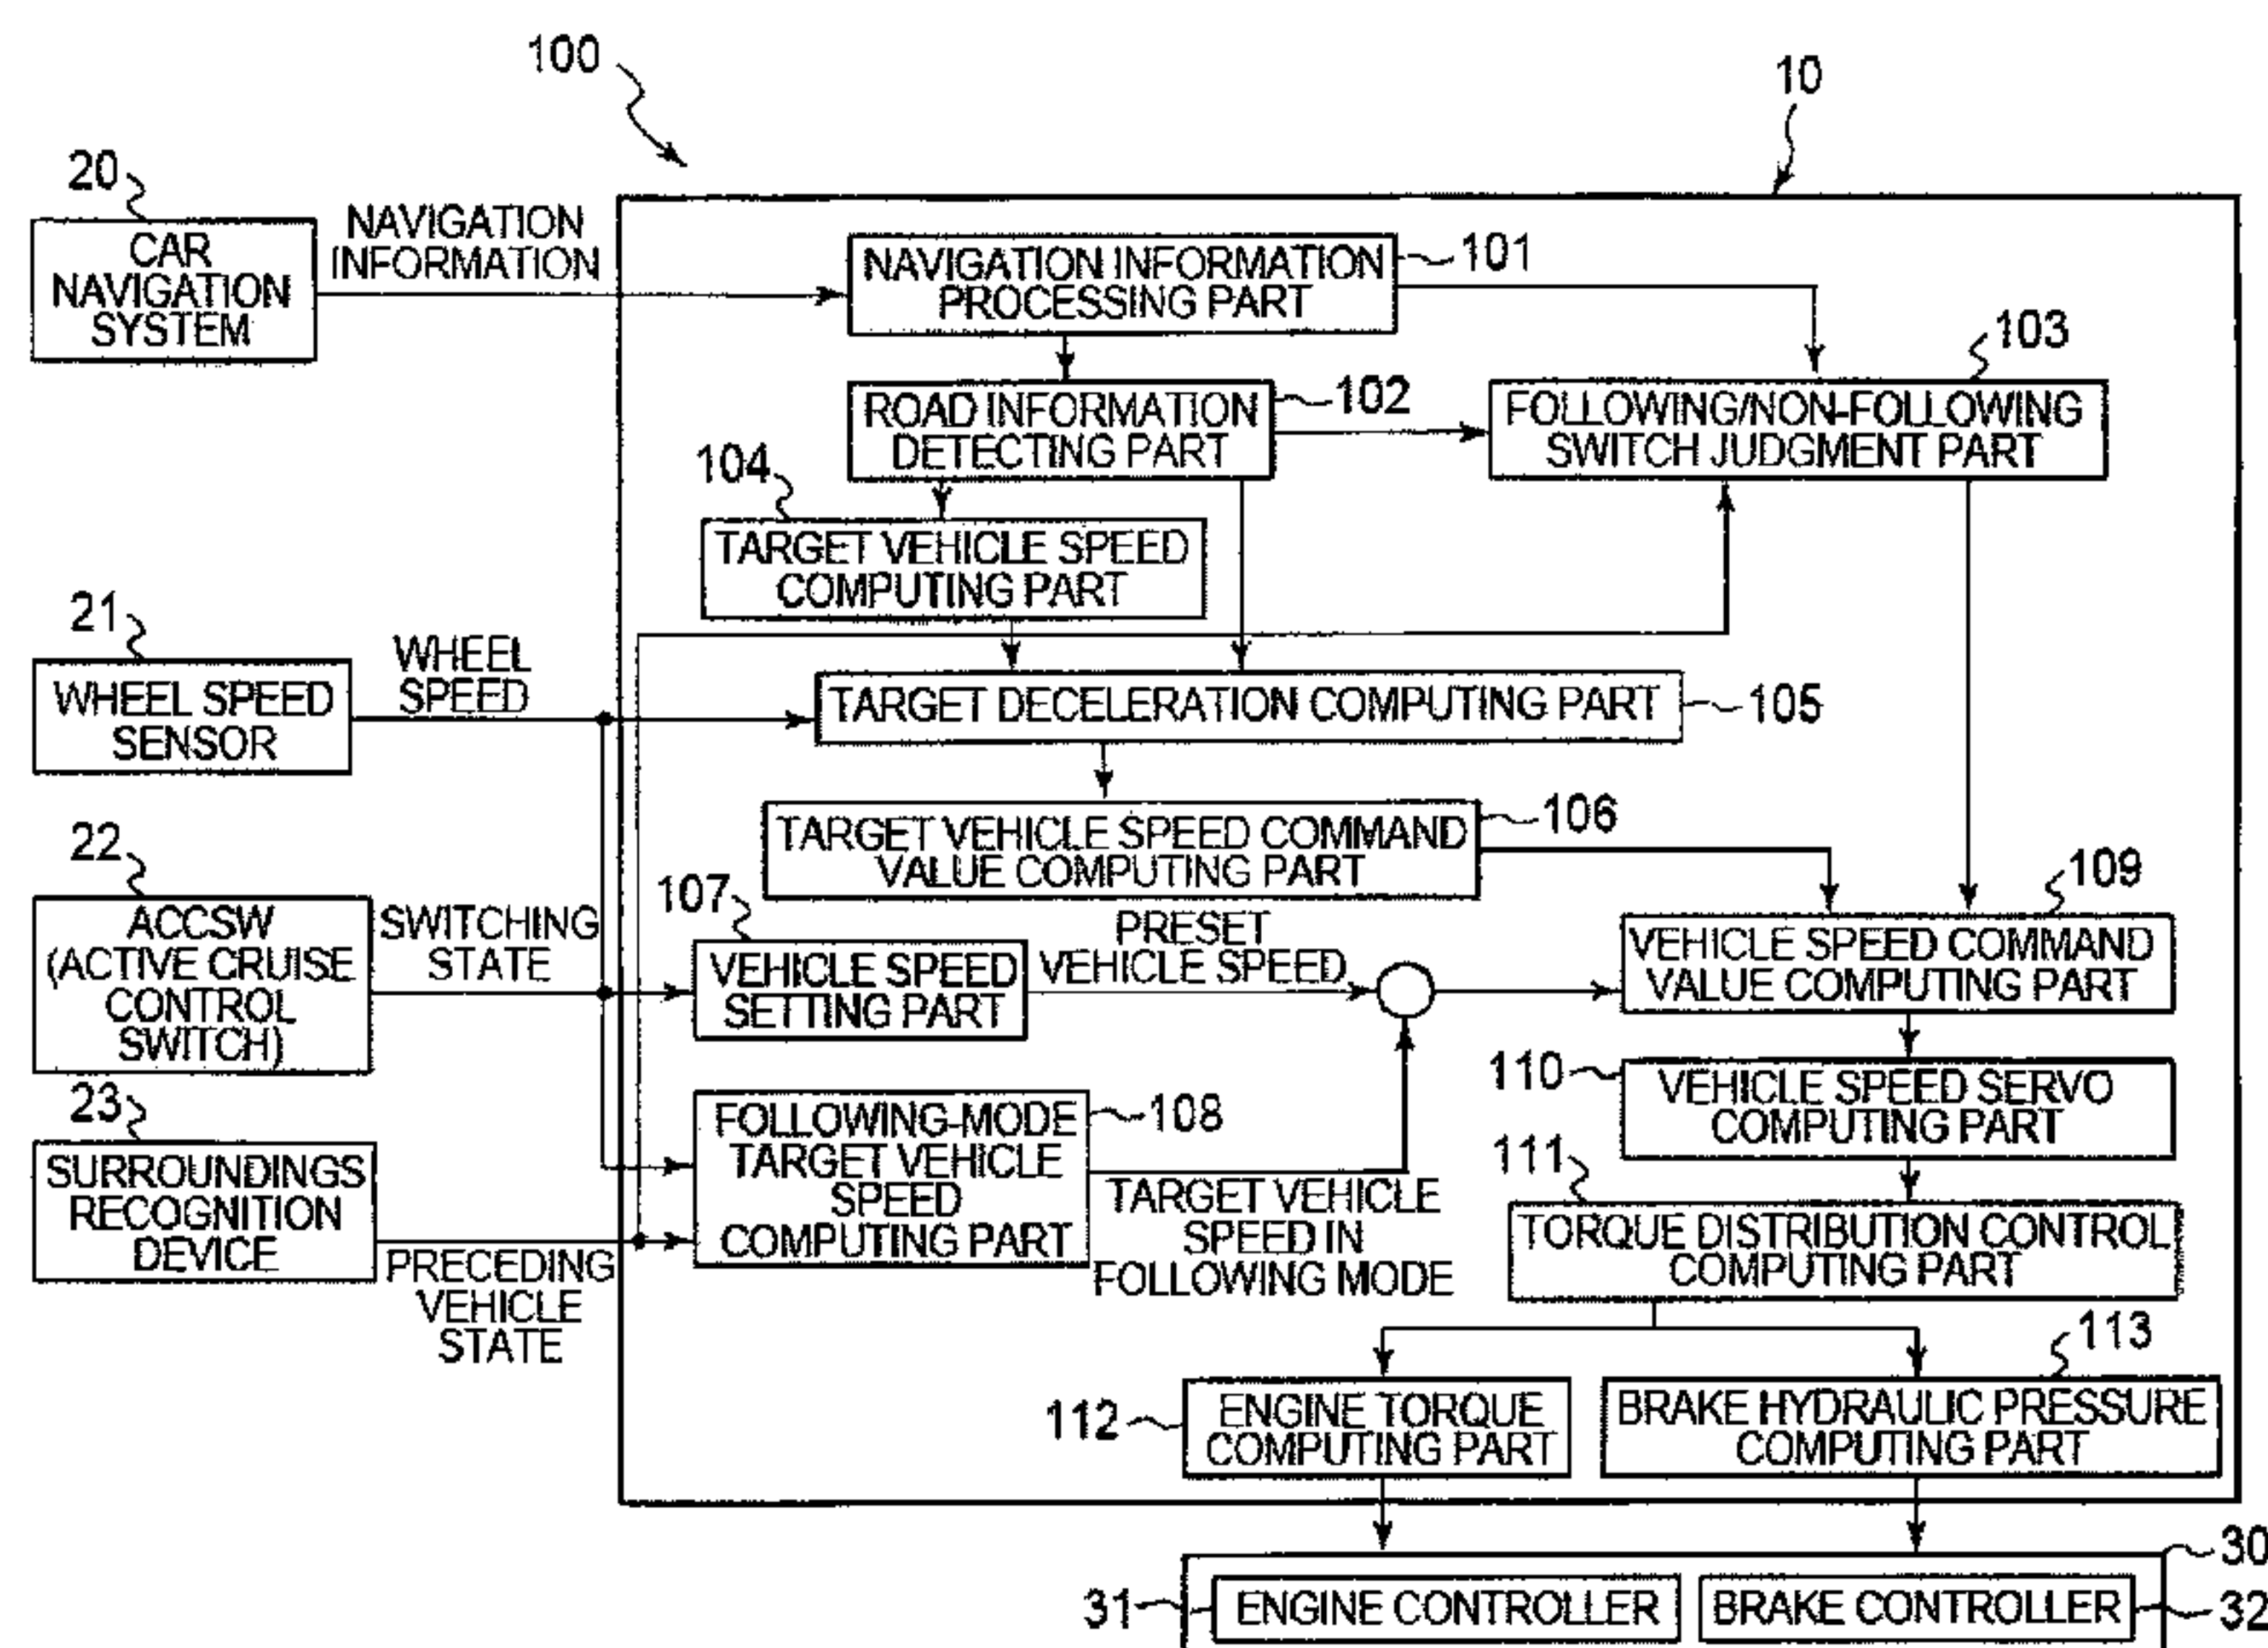 100
10
20
CAR
NAVIGATION
SYSTEM
NAVIGATION
INFORMATION
NAVIGATION INFORMATION
PROCESSING PART
101
103
ROAD INFORMATION
DETECTING PART
102
FOLLOWING/NON-FOLLOWING
SWITCH JUDGMENT PART
104
TARGET VEHICLE SPEED
COMPUTING PART
21
WHEEL SPEED
SENSOR
WHEEL
SPEED
TARGET DECELERATION COMPUTING PART
105
TARGET VEHICLE SPEED COMMAND
VALUE COMPUTING PART
106
22
ACCSW
(ACTIVE CRUISE
CONTROL
SWITCH)
SWITCHING
STATE
107
VEHICLE SPEED
SETTING PART
PRESET
VEHICLE SPEED
109
VEHICLE SPEED COMMAND
VALUE COMPUTING PART
23
SURROUNDINGS
RECOGNITION
DEVICE
PRECEDING
VEHICLE
STATE
FOLLOWING-MODE
TARGET VEHICLE
SPEED
COMPUTING PART
108
TARGET VEHICLE
SPEED IN
FOLLOWING MODE
110
VEHICLE SPEED SERVO
COMPUTING PART
111
TORQUE DISTRIBUTION CONTROL
COMPUTING PART
112
ENGINE TORQUE
COMPUTING PART
113
BRAKE HYDRAULIC PRESSURE
COMPUTING PART
30
31
ENGINE CONTROLLER
BRAKE CONTROLLER
32